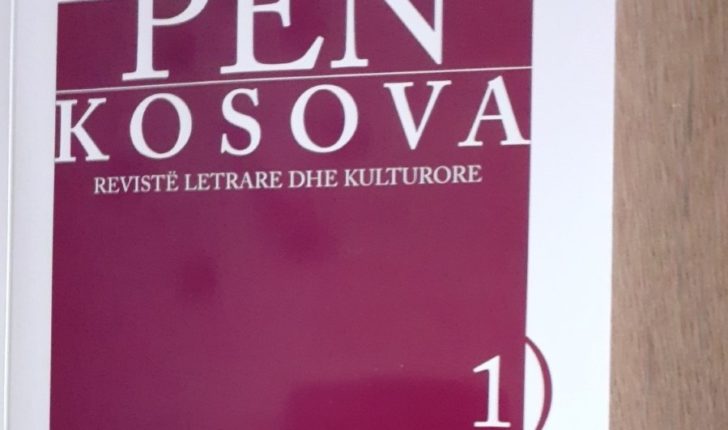 PEN
KOSOVA
REVISTË LETRARE DHE KULTURORE
1